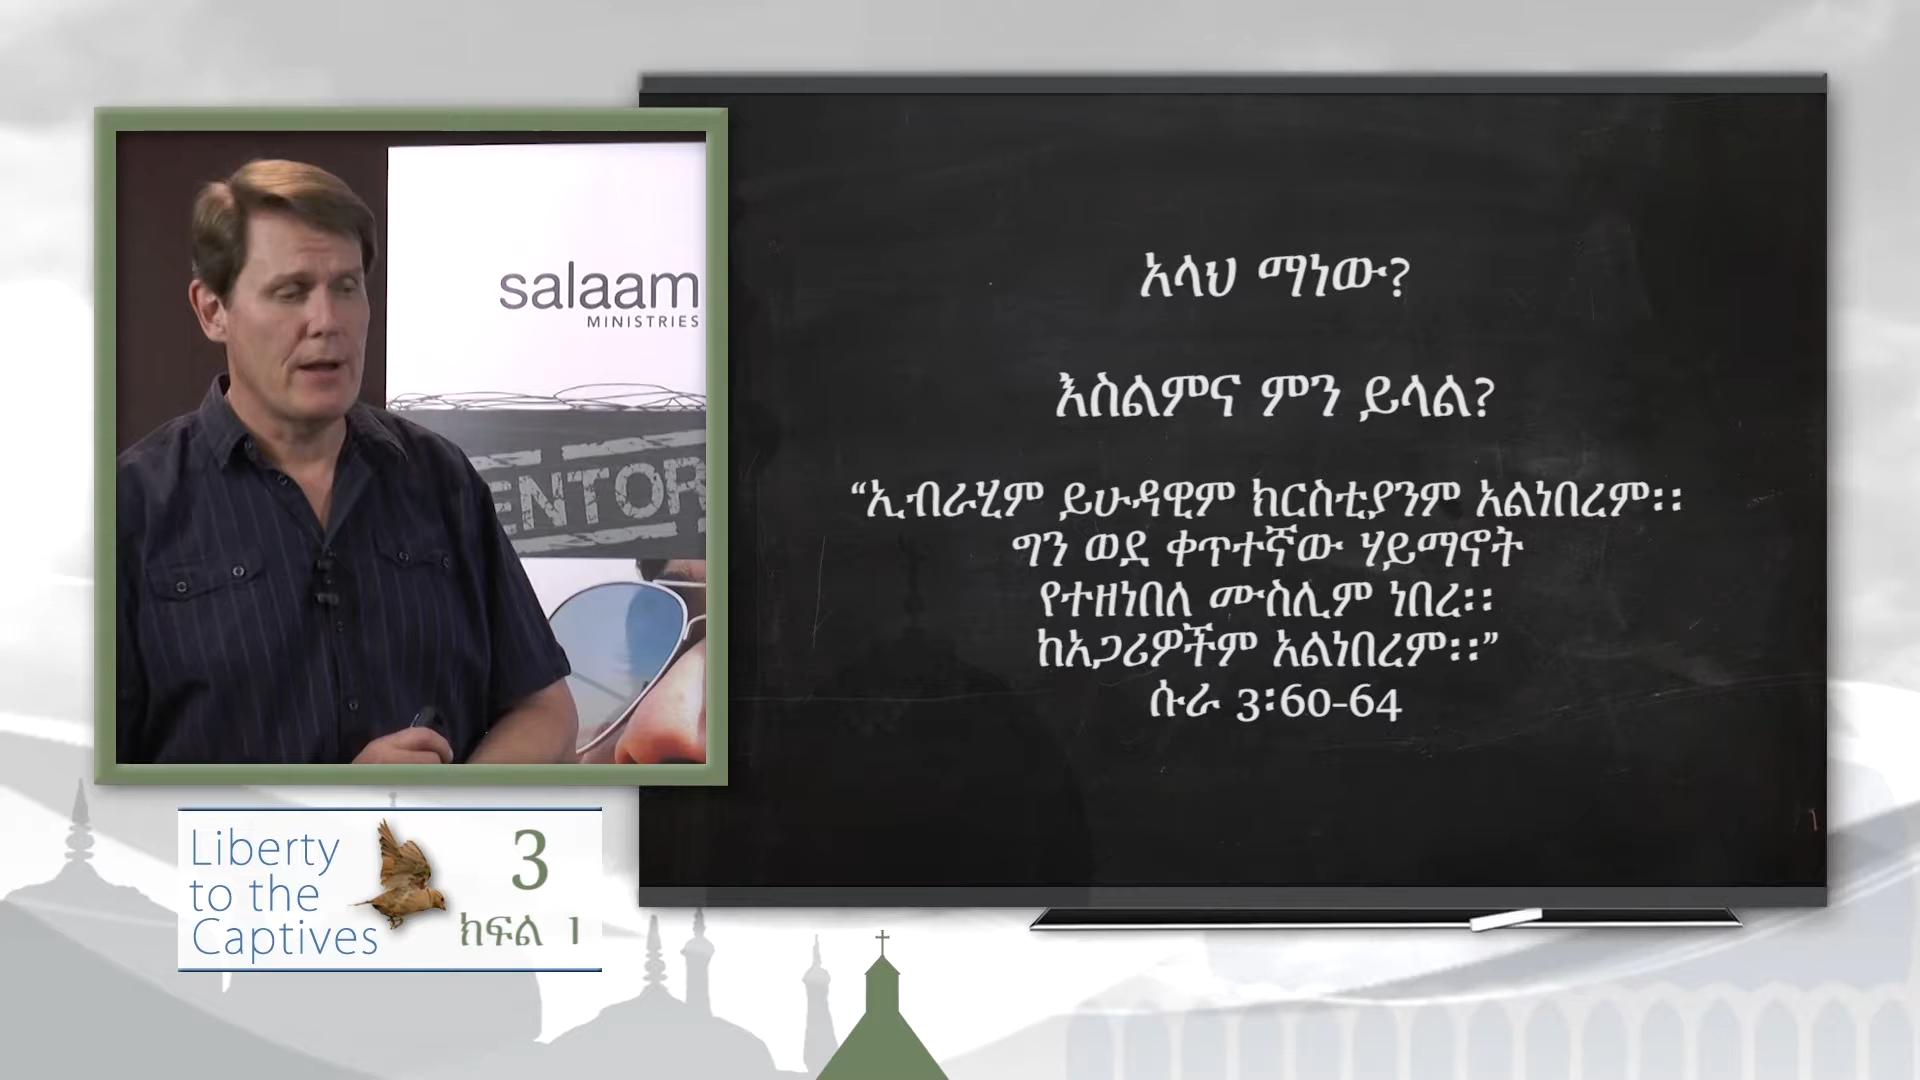 salaam
MINISTRIES
ENTOR
Liberty
to the
Captives
3
ክፍል 1
አላህ ማነው?
እስልምና ምን ይላል?
“ኢብራሂም ይሁዳዊም ክርስቲያንም አልነበረም፡፡
ግን ወደ ቀጥተኛው ሃይማኖት
የተዘነበለ ሙስሊም ነበረ፡፡
ከአጋሪዎችም አልነበረም፡፡”
ሱራ 3፡60-64